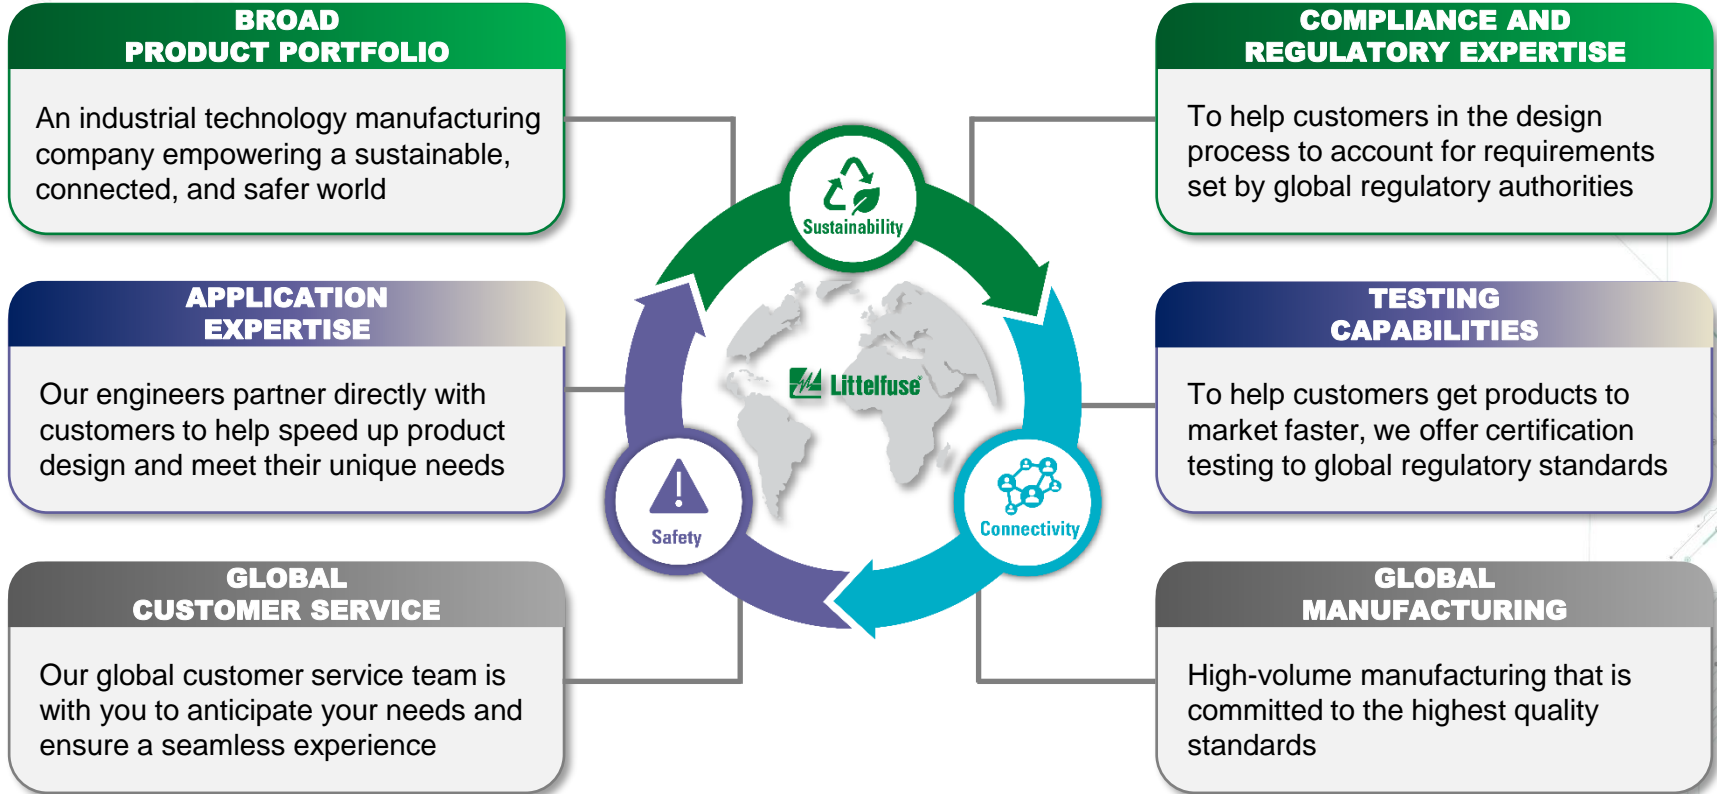 BROAD
PRODUCT PORTFOLIO
An industrial technology manufacturing
company empowering a sustainable,
connected, and safer world
COMPLIANCE AND
REGULATORY EXPERTISE
To help customers in the design
process to account for requirements
set by global regulatory authorities
Sustainability
APPLICATION
EXPERTISE
Our engineers partner directly with
customers to help speed up product
design and meet their unique needs
Littelfuse®
TESTING
CAPABILITIES
To help customers get products to
market faster, we offer certification
testing to global regulatory standards
Safety
Connectivity
GLOBAL
CUSTOMER SERVICE
Our global customer service team is
with you to anticipate your needs and
ensure a seamless experience
GLOBAL
MANUFACTURING
High-volume manufacturing that is
committed to the highest quality
standards